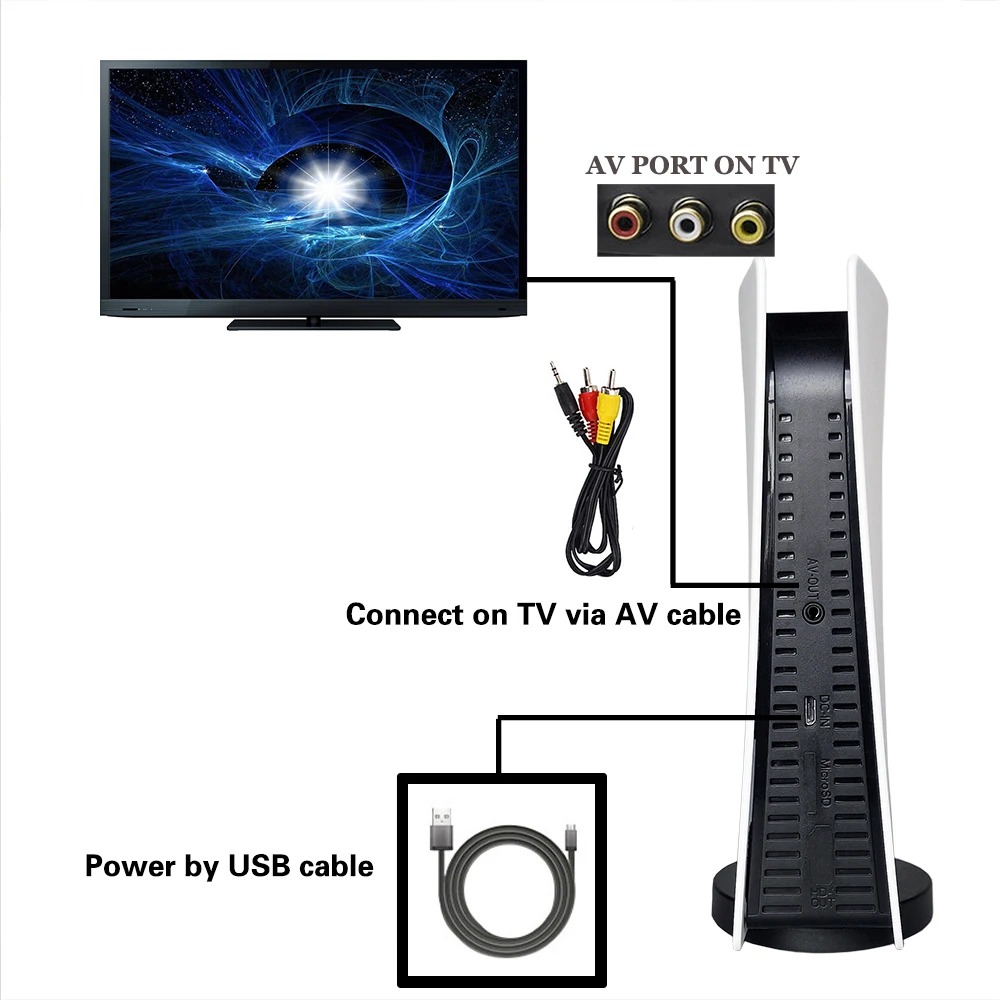 AV PORT ON TV
AV-OUT
Connect on TV via AV cable
DC-IN
MicroSD
Power by USB cable